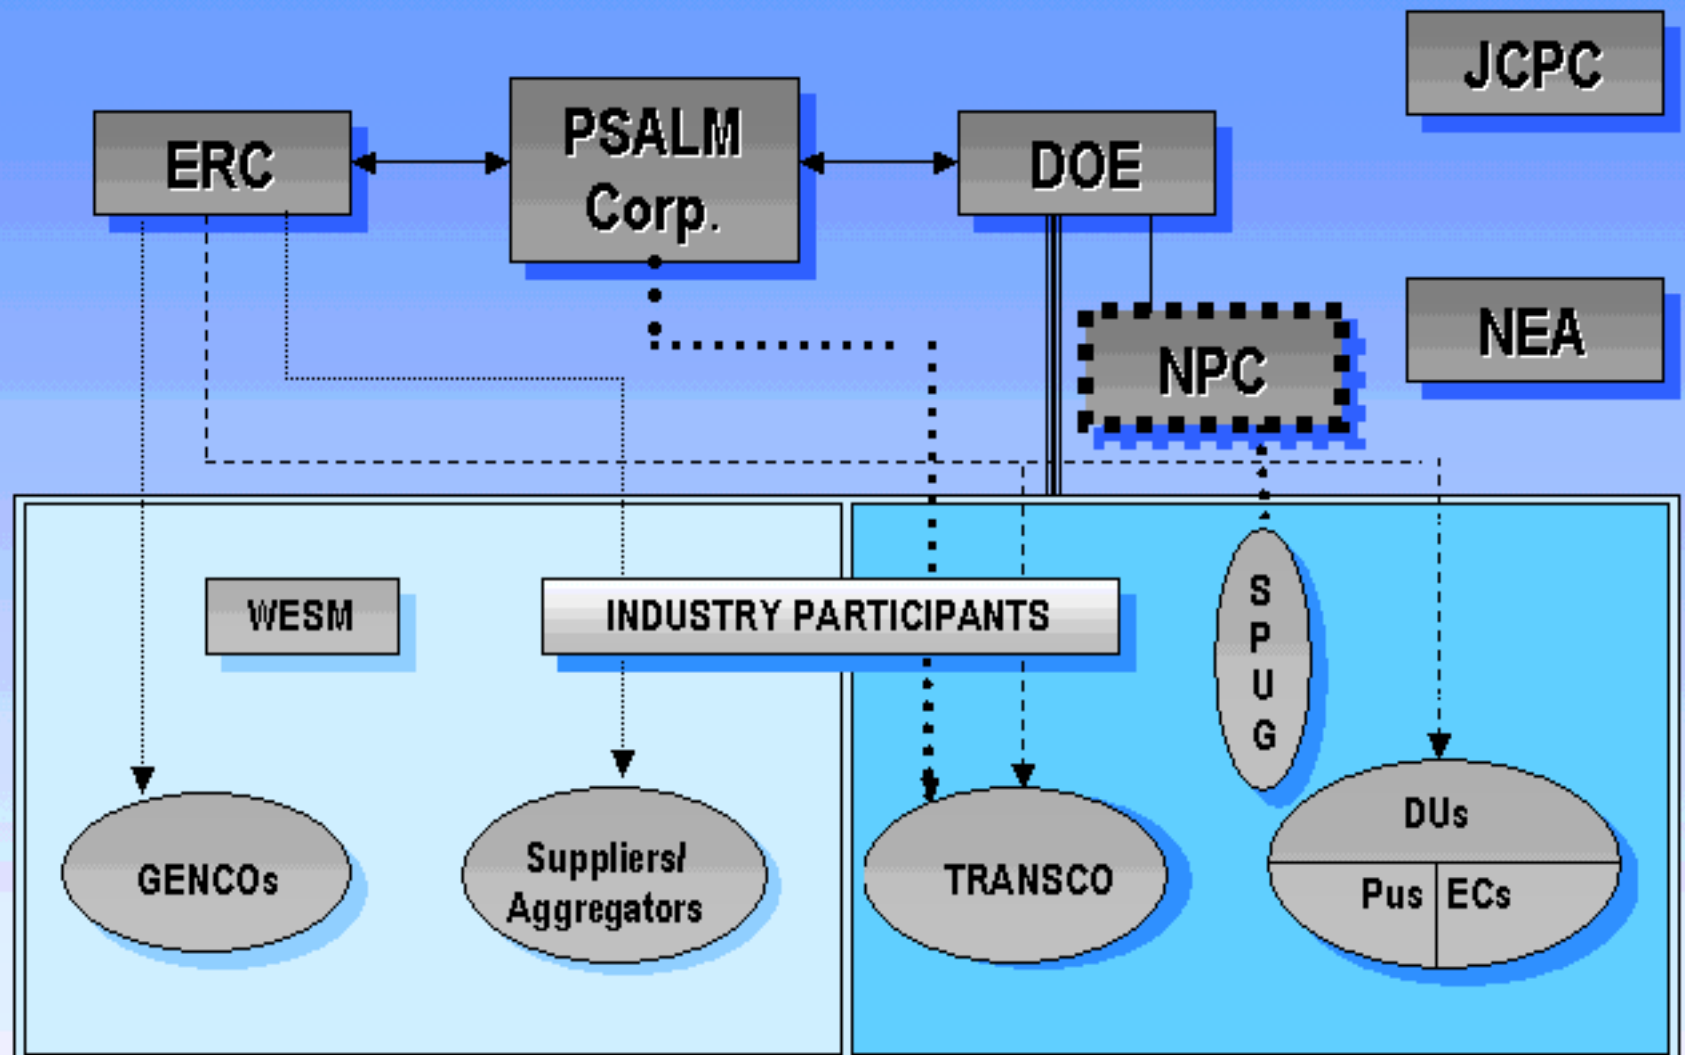 JCPC
ERC
PSALM
Corp.
DOE
NPC
NEA
WESM
INDUSTRY PARTICIPANTS
S
P
U
G
GENCOs
Suppliers/
Aggregators
TRANSCO
DUs
Pus ECs